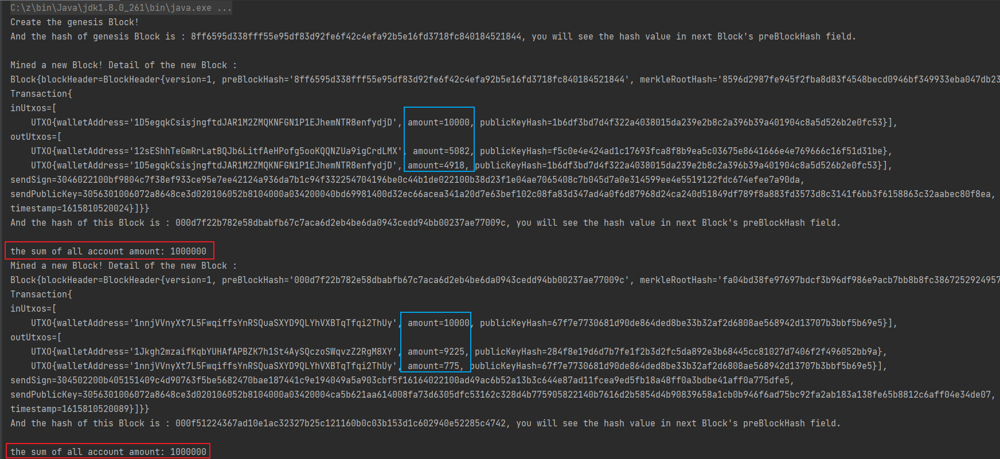 C:\z\bin\Java\jdk1.8.0_261\bin\java.exe ...
Create the genesis Block!
And the hash of genesis Block is : 8ff6595d338fff55e95df83d92fe6f42c4efa92b5e16fd3718fc840184521844, you will see the hash value in next Block's preBlockHash field.
Mined a new Block! Detail of the new Block :
Block{blockHeader=BlockHeader{version=1, preBlockHash='8ff6595d338fff55e95df83d92fe6f42c4efa92b5e16fd3718fc840184521844', merkleRootHash='8596d2987fe945f2fba8d83f4548becd0946bf349933eba047db23
Transaction{
inUtxos=[
UTXO{walletAddress='1D5egqkCsisjngftdJAR1M2ZMQKNFGN1P1EJhemNTR8enfydjD', amount=10000, publicKeyHash=1b6df3bd7d4f322a4038015da239e2b8c2a396b39a401904c8a5d526b2e0fc53}],
outUtxos=[
UTXO{walletAddress='12sEShhTeGmRrLatBQJb6LitfAeHPofg5ooKQQNZUa9igCrdLMX', amount=5082, publicKeyHash=f5c0e4e424ad1c17693fca8f8b9ea5c03675e8641666e4e769666c16f51d31be},
UTXO{walletAddress='1D5egqkCsisjngftdJAR1M2ZMQKNFGN1P1EJhemNTR8enfydjD', amount=4918, publicKeyHash=1b6df3bd7d4f322a4038015da239e2b8c2a396b39a401904c8a5d526b2e0fc53}],
sendSign=3046022100bf9804c7f38ef933ce95e7ee42124a936da7b1c94f332254704196be0c44b1de022100b38d23f1e04ae7065408c7b045d7a0e314599ee4e5519122fdc674efee7a90da,
sendPublicKey=3056301006072a8648ce3d020106052b8104000a034200040bd69981400d32ec66acea341a20d7e63bef102c08fa83d347ad4a0f6d87968d24ca240d51849df789f8a883fd3573d8c3141f6bb3f6158863c32aabec80f8ea,
timestamp=1615810520024}]}}
And the hash of this Block is : 000d7f22b782e58dbabfb67c7aca6d2eb4be6da0943cedd94bb00237ae77009c, you will see the hash value in next Block's preBlockHash field.
the sum of all account amount: 1000000
Mined a new Block! Detail of the new Block :
Block{blockHeader=BlockHeader{version=1, preBlockHash='000d7f22b782e58dbabfb67c7aca6d2eb4be6da0943cedd94bb00237ae77009c', merkleRootHash='fa04bd38fe97697bdcf3b96df986e9acb7bb8b8fc3867252924957
Transaction{
inUtxos=[
UTXO{walletAddress='1nnjVVnyXt7L5FwqiffsYnRSQuaSXYD9QLYhVXBTqTfqi2ThUy', amount=10000, publicKeyHash=67f7e7730681d90de864ded8be33b32af2d6808ae568942d13707b3bbf5b69e5}],
outUtxos=[
UTXO{walletAddress='1Jkgh2mzaifKqbYUHAfAPBZK7h1St4AySQczoSWqvzZ2RgM8XY', amount=9225, publicKeyHash=284f8e19d6d7b7fe1f2b3d2fc5da892e3b68445cc81027d7406f2f496052bb9a},
UTXO{walletAddress='1nnjVVnyXt7L5FwqiffsYnRSQuaSXYD9QLYhVXBTqTfqi2ThUy', amount=775, publicKeyHash=67f7e7730681d90de864ded8be33b32af2d6808ae568942d13707b3bbf5b69e5}],
sendSign=304502200b405151409c4d90763f5be5682470bae187441c9e194049a5a903cbf5f16164022100ad49ac6b52a13b3c644e87ad11fcea9ed5fb18a48ff0a3bdbe41aff0a775dfe5,
sendPublicKey=3056301006072a8648ce3d020106052b8104000a03420004ca5b621aa614008fa73d6305dfc53162c328d4b775905822140b7616d2b5854d4b90839658a1cb0b946f6ad75bc92fa2ab183a138fe65b8812c6aff04e34de07,
timestamp=1615810520089}]}}
And the hash of this Block is : 000f51224367ad10e1ac32327b25c121160b0c03b153d1c602940e52285c4742, you will see the hash value in next Block's preBlockHash field.
the sum of all account amount: 1000000